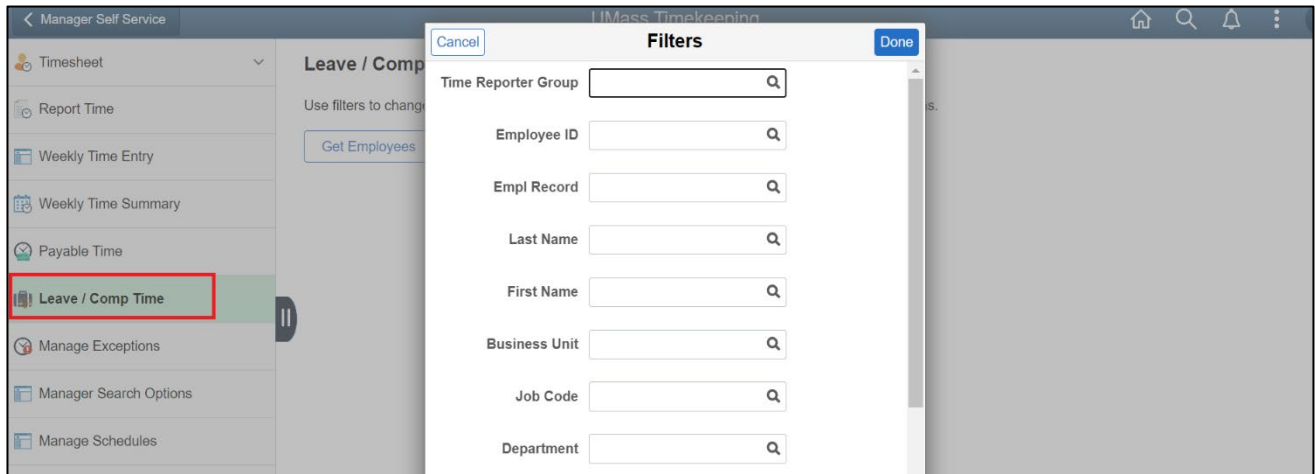 Manager Self Service
UMass Timekeeping
Timesheet
Report Time
Weekly Time Entry
Weekly Time Summary
Payable Time
Leave / Comp Time
Manage Exceptions
Manager Search Options
Manage Schedules
Leave / Comp
Use filters to chang
s.
Get Employees
Cancel
Filters
Done
Time Reporter Group
Employee ID
Empl Record
Last Name
First Name
Business Unit
Job Code
Department